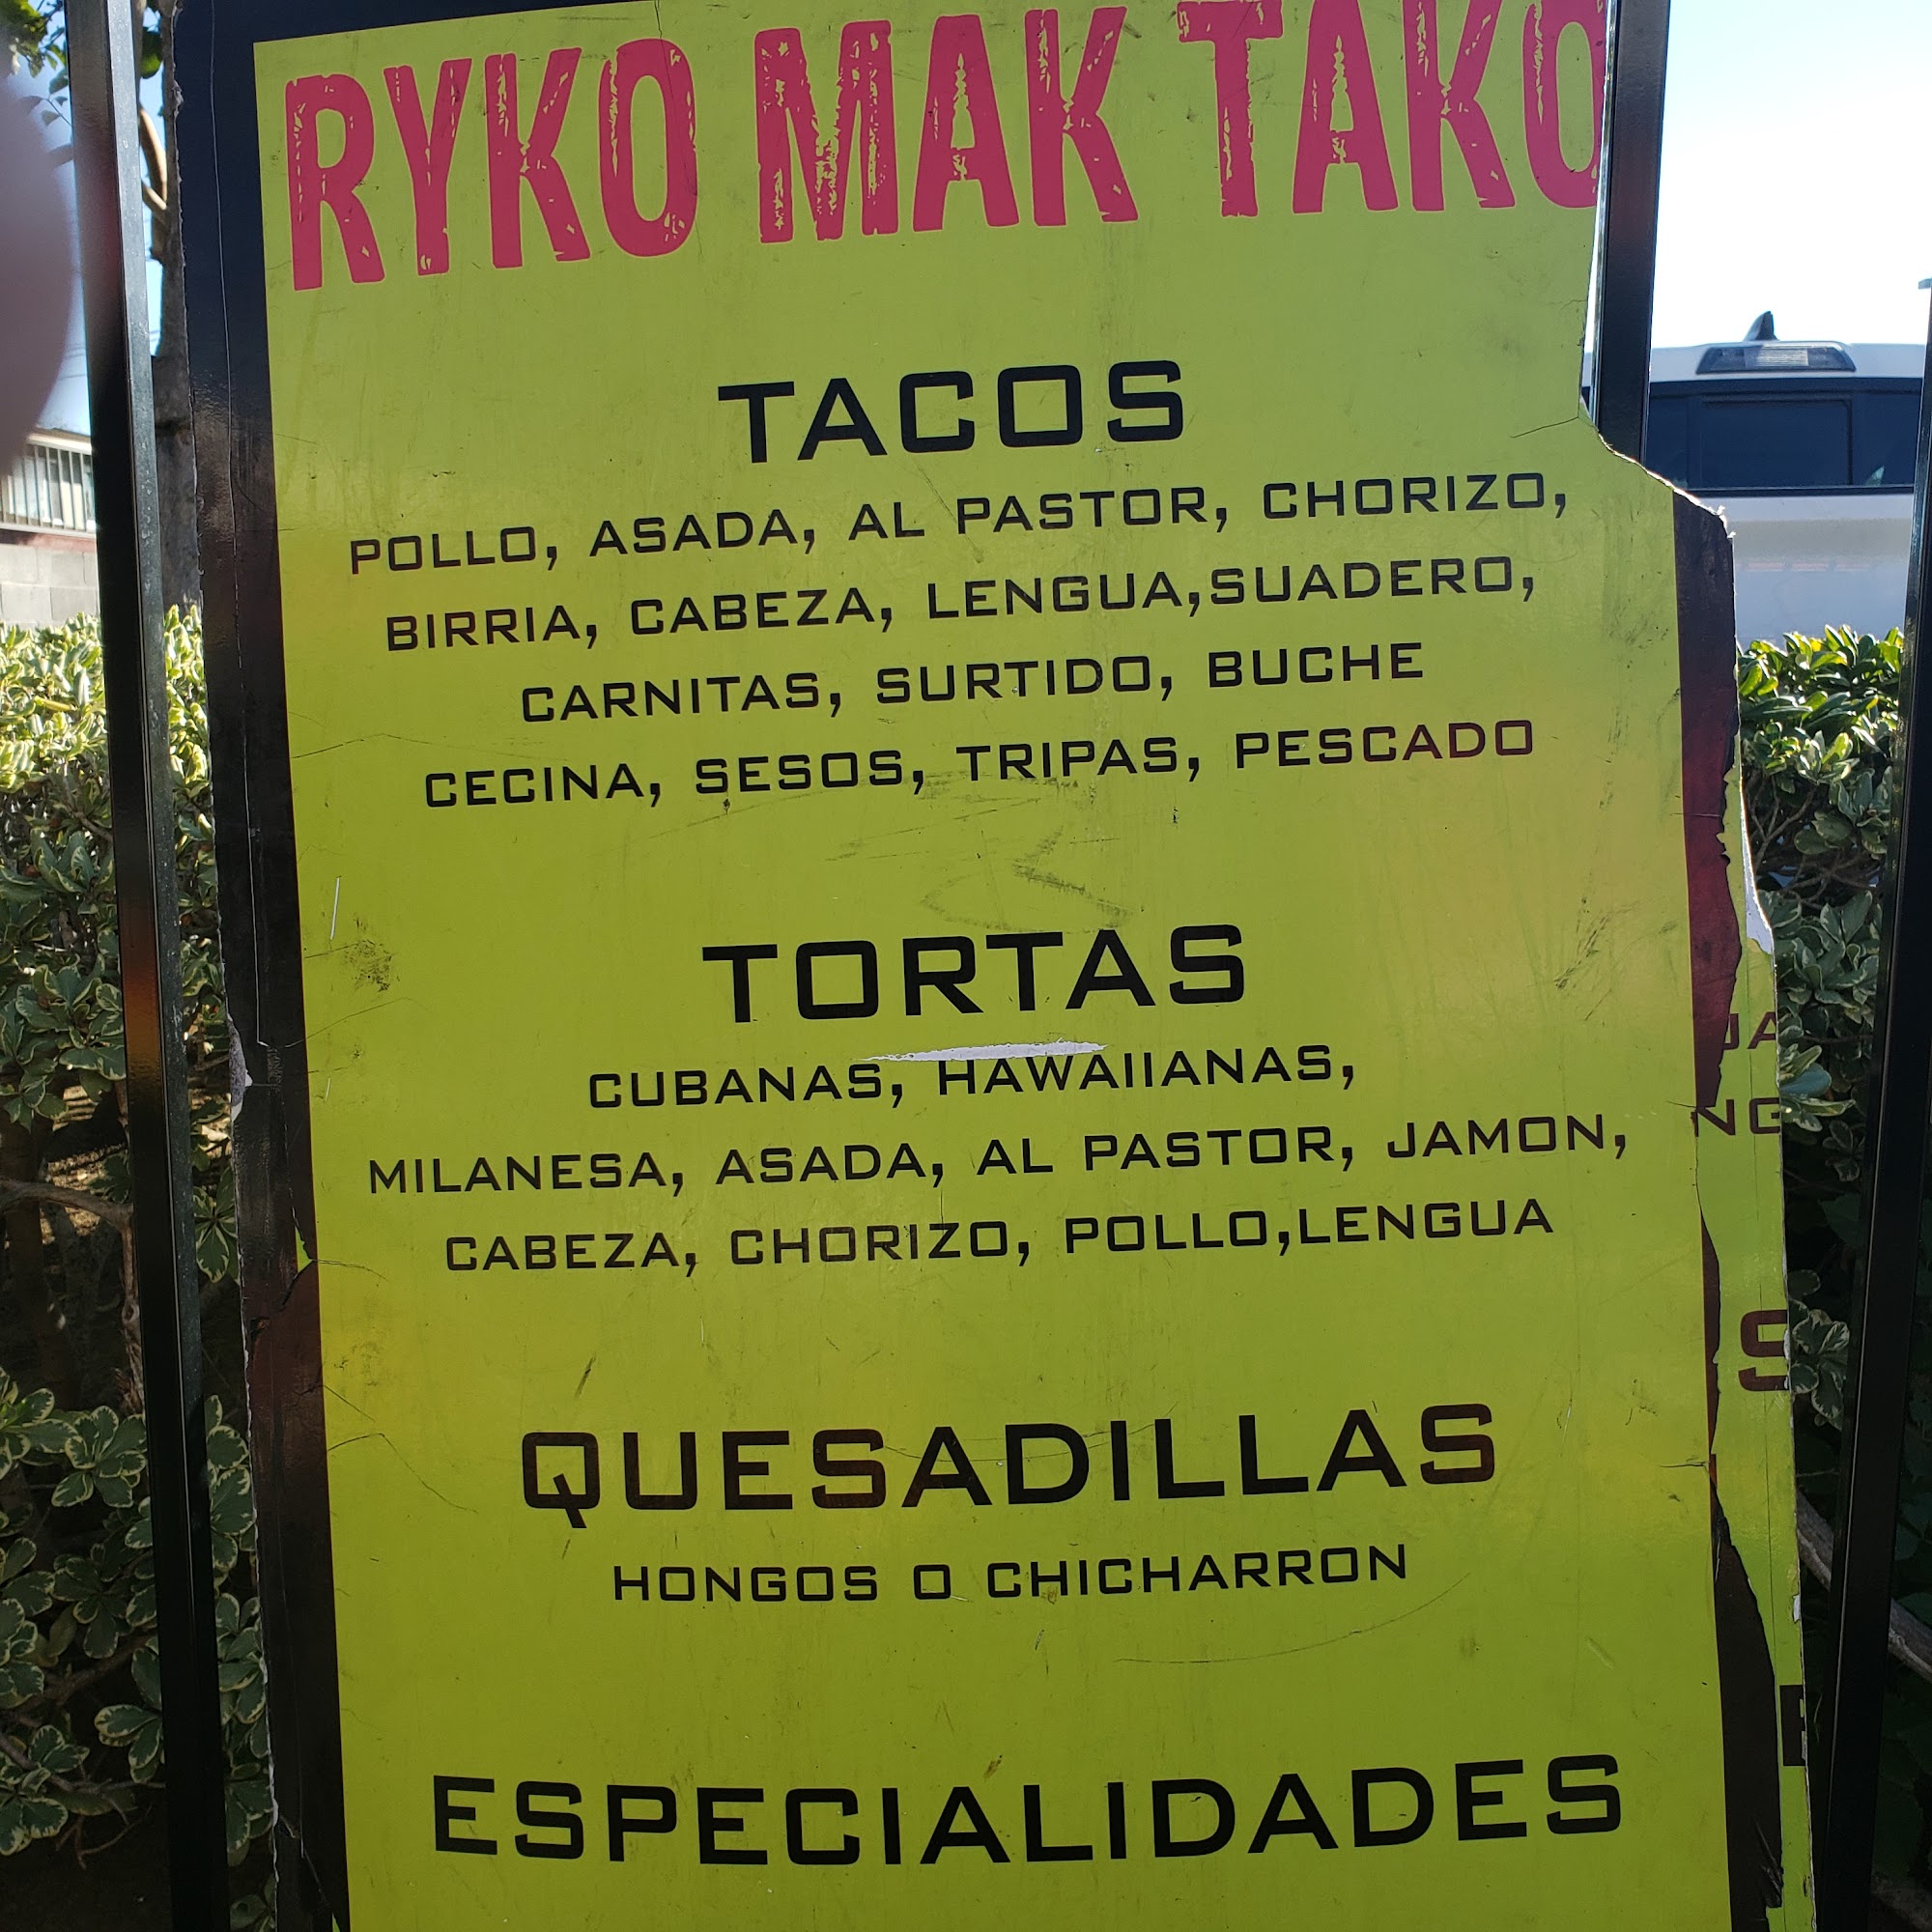 RYKO MAK TAKO
TACOS
POLLO, ASADA, AL PASTOR, CHORIZO,
BIRRIA, CABEZA, LENGUA,SUADERO,
CARNITAS, SURTIDO, BUCHE
CECINA, SESOS, TRIPAS, PESCADO
TORTAS
CUBANAS, HAWAIIANAS,
MILANESA, ASADA, AL PASTOR, JAMON,
CABEZA, CHORIZO, POLLO,LENGUA
QUESADILLAS
HONGOS O CHICHARRON
ESPECIALIDADES